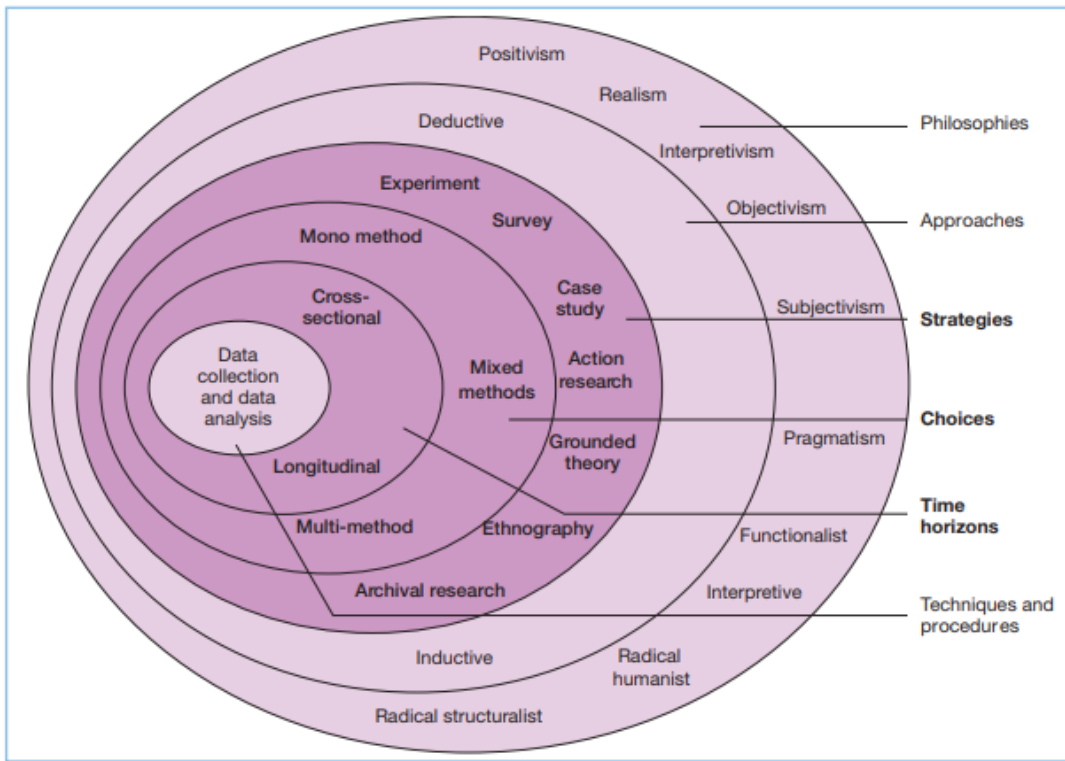 Positivism
Realism
Philosophies
Deductive
Interpretivism
Experiment
Objectivism
Survey
Approaches
Mono method
Case
study
Cross-
sectional
Subjectivism
Strategies
Data
collection
and data
analysis
Mixed
methods
Action
research
Choices
Pragmatism
Grounded
theory
Longitudinal
Time
horizons
Multi-method
Ethnography
Functionalist
Archival research
Interpretive
Techniques and
procedures
Inductive
Radical
humanist
Radical structuralist